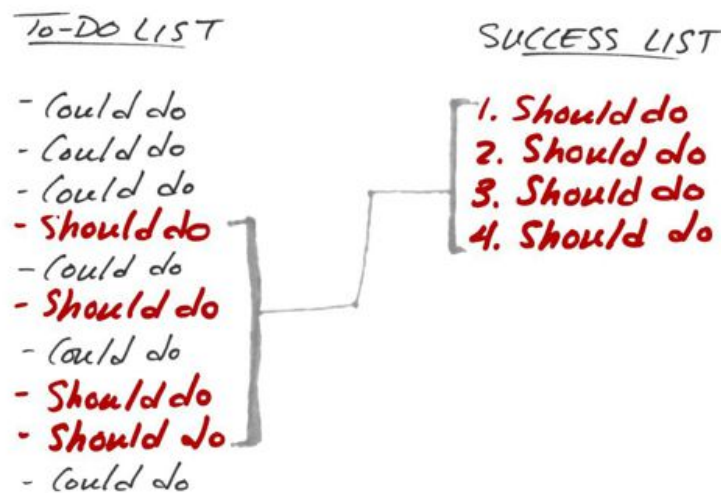 TO-DO LIST
- Could do
- Could do
- Could do
- Should do
- Could do
- Should do
- Could do
- Should do
- Should do
- Could do
SUCCESS LIST
1. Should do
2. Should do
3. Should do
4. Should do